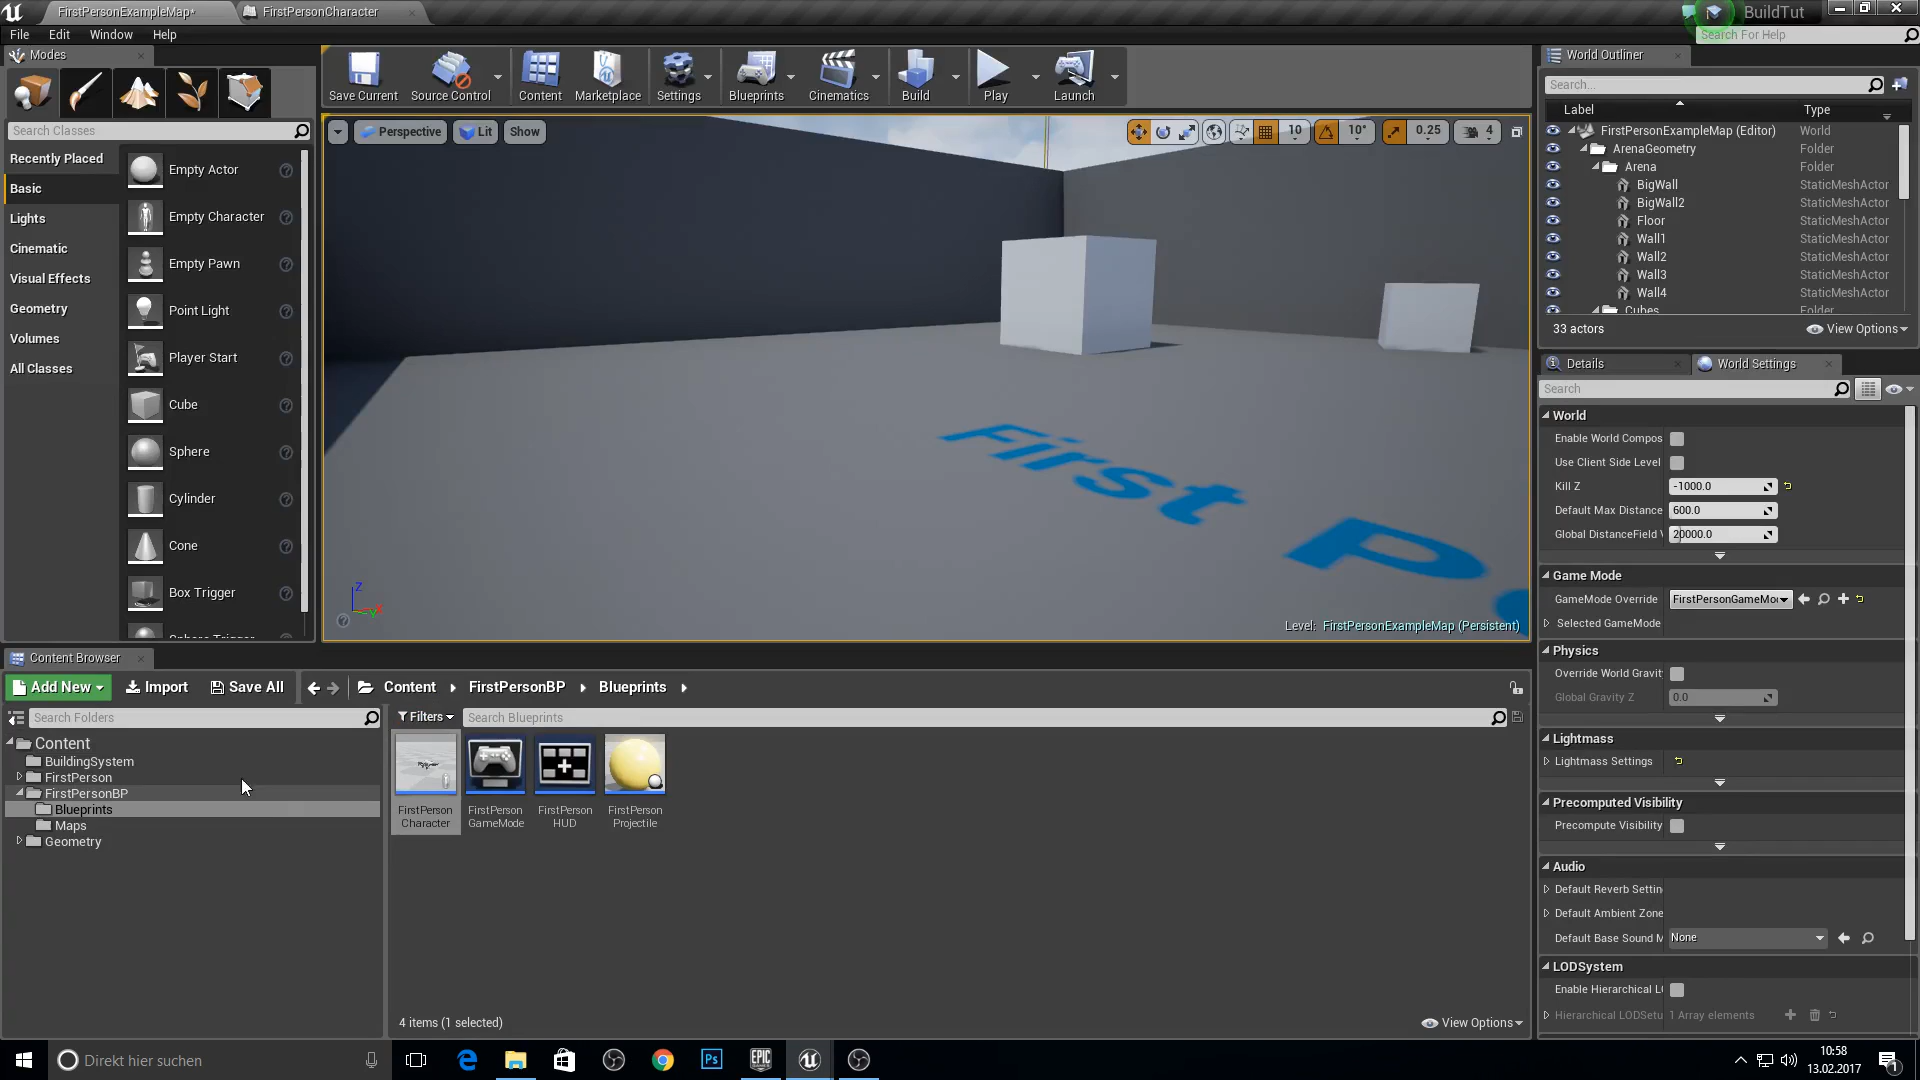 FirstPersonExampleMap*
FirstPersonCharacter
BuildTut
File Edit Window Help
Search For Help
Modes
Search Classes
Recently Placed
Basic
Lights
Cinematic
Visual Effects
Geometry
Volumes
All Classes
Empty Actor
Empty Character
Empty Pawn
Point Light
Player Start
Cube
Sphere
Cylinder
Cone
Box Trigger
Sphere Trigger
Save Current
Source Control
Content
Marketplace
Settings
Blueprints
Cinematics
Build
Play
Launch
Perspective
Lit
Show
10
10°
0.25
4
First P
Z
X
Y
Level: FirstPersonExampleMap (Persistent)
World Outliner
Search...
Label Type
FirstPersonExampleMap (Editor) World
ArenaGeometry Folder
Arena Folder
BigWall StaticMeshActor
BigWall2 StaticMeshActor
Floor StaticMeshActor
Wall1 StaticMeshActor
Wall2 StaticMeshActor
Wall3 StaticMeshActor
Wall4 StaticMeshActor
Cubes Folder
33 actors
View Options
Details
World Settings
Search
World
Enable World Compos
Use Client Side Level
Kill Z -1000.0
Default Max Distance 600.0
Global DistanceField V 20000.0
Game Mode
GameMode Override FirstPersonGameMo
Selected GameMode
Physics
Override World Gravit
Global Gravity Z 0.0
Lightmass
Lightmass Settings
Precomputed Visibility
Precompute Visibility
Audio
Default Reverb Settin
Default Ambient Zone
Default Base Sound M None
LODSystem
Enable Hierarchical L
Hierarchical LODSetu 1 Array elements
Content Browser
Add New
Import
Save All
Content
FirstPersonBP
Blueprints
Search Folders
Filters
Search Blueprints
Content
BuildingSystem
FirstPerson
FirstPersonBP
Blueprints
Maps
Geometry
FirstPerson Character
FirstPerson GameMode
FirstPerson HUD
FirstPerson Projectile
4 items (1 selected)
View Options
Direkt hier suchen
Ps
EPIC GAMES
10:58
13.02.2017
1